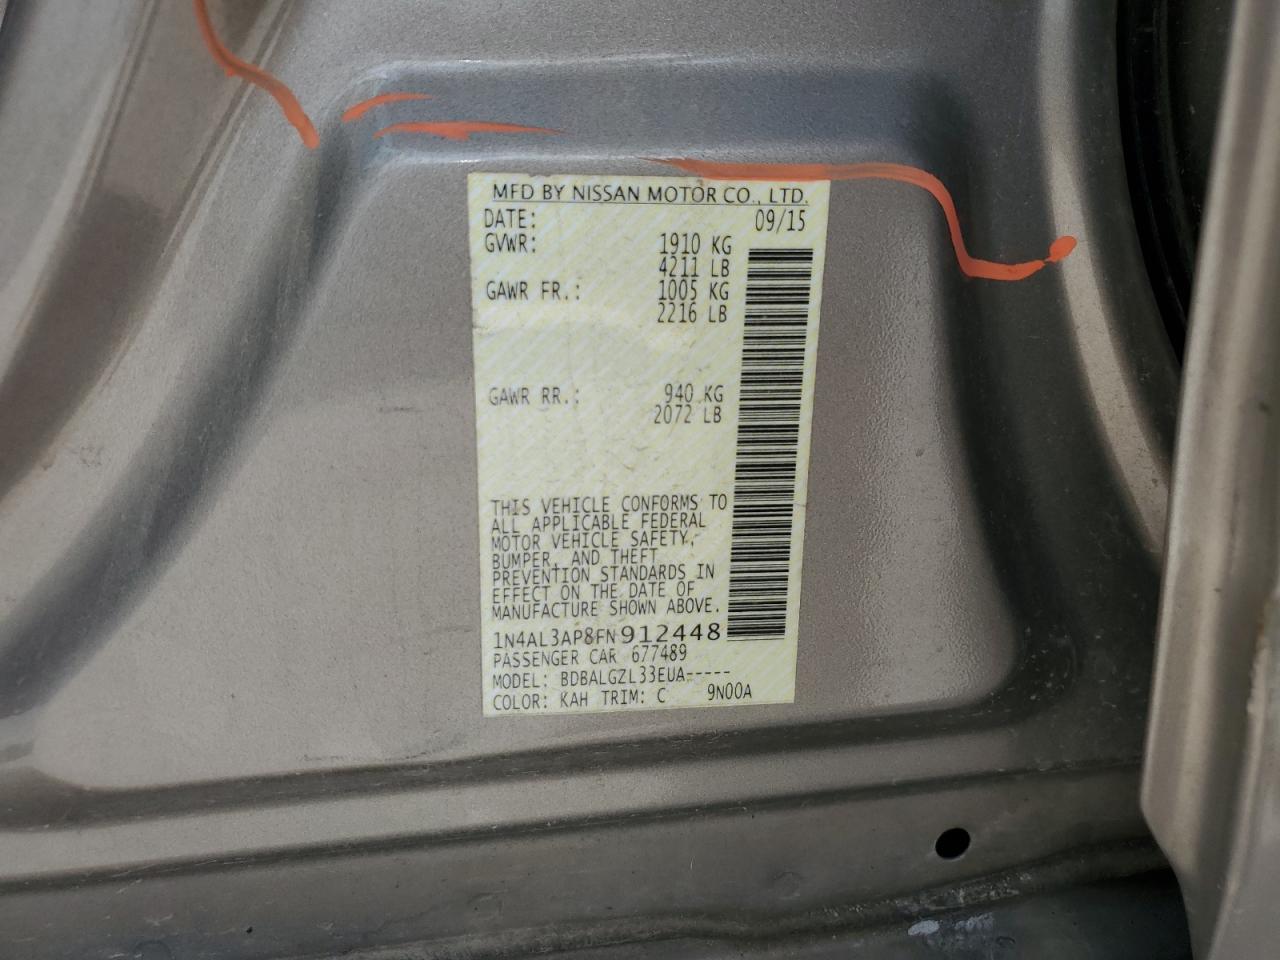 MFD BY NISSAN MOTOR CO., LTD.
DATE: 09/15
GVWR: 1910 KG
4211 LB
GAWR FR.: 1005 KG
2216 LB
GAWR RR.: 940 KG
2072 LB
THIS VEHICLE CONFORMS TO
ALL APPLICABLE FEDERAL
MOTOR VEHICLE SAFETY,
BUMPER, AND THEFT
PREVENTION STANDARDS IN
EFFECT ON THE DATE OF
MANUFACTURE SHOWN ABOVE.
1N4AL3AP8FN912448
PASSENGER CAR 677489
MODEL: BDBALGZL33EUA-----
COLOR: KAH TRIM: C 9N00A